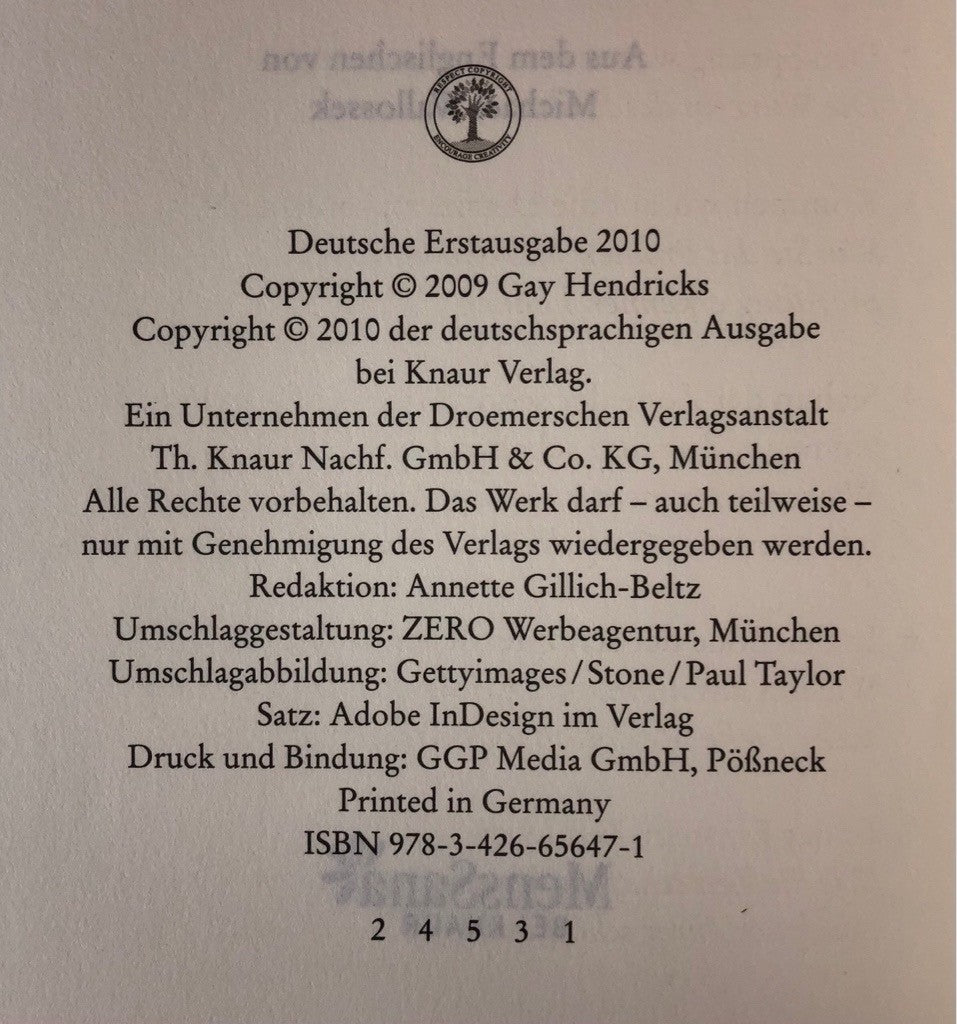 RESPECT COPYRIGHT
ENCOURAGE CREATIVITY
Deutsche Erstausgabe 2010
Copyright © 2009 Gay Hendricks
Copyright © 2010 der deutschsprachigen Ausgabe
bei Knaur Verlag.
Ein Unternehmen der Droemerschen Verlagsanstalt
Th. Knaur Nachf. GmbH & Co. KG, München
Alle Rechte vorbehalten. Das Werk darf – auch teilweise –
nur mit Genehmigung des Verlags wiedergegeben werden.
Redaktion: Annette Gillich-Beltz
Umschlaggestaltung: ZERO Werbeagentur, München
Umschlagabbildung: Gettyimages / Stone / Paul Taylor
Satz: Adobe InDesign im Verlag
Druck und Bindung: GGP Media GmbH, Pößneck
Printed in Germany
ISBN 978-3-426-65647-1
2 4 5 3 1